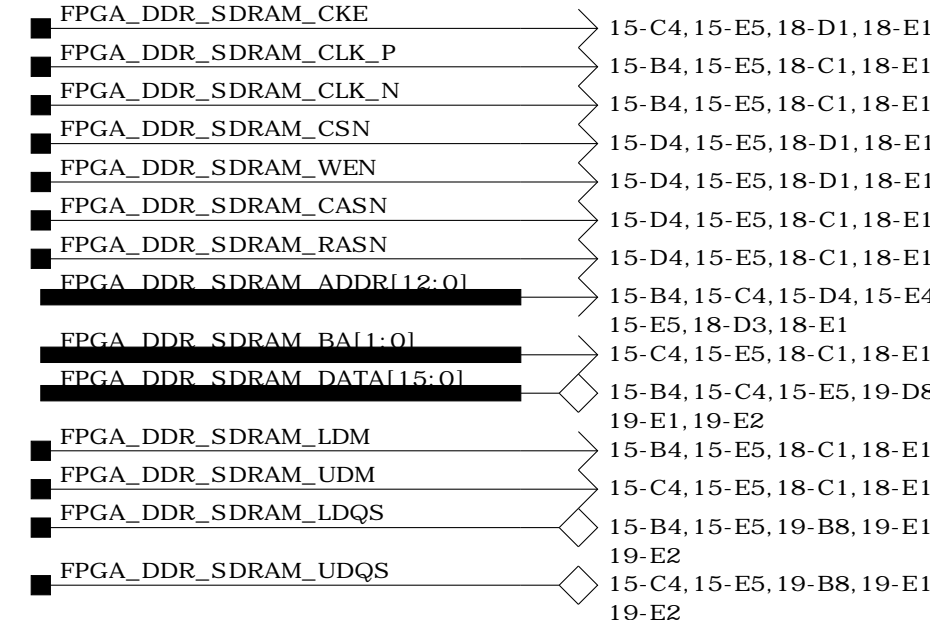 FPGA_DDR_SDRAM_CKE 15-C4,15-E5,18-D1,18-E1
FPGA_DDR_SDRAM_CLK_P 15-B4,15-E5,18-C1,18-E1
FPGA_DDR_SDRAM_CLK_N 15-B4,15-E5,18-C1,18-E1
FPGA_DDR_SDRAM_CSN 15-D4,15-E5,18-D1,18-E1
FPGA_DDR_SDRAM_WEN 15-D4,15-E5,18-D1,18-E1
FPGA_DDR_SDRAM_CASN 15-D4,15-E5,18-C1,18-E1
FPGA_DDR_SDRAM_RASN 15-D4,15-E5,18-C1,18-E1
FPGA_DDR_SDRAM_ADDR[12:0] 15-B4,15-C4,15-D4,15-E4
15-E5,18-D3,18-E1
FPGA_DDR_SDRAM_BA[1:0] 15-C4,15-E5,18-C1,18-E1
FPGA_DDR_SDRAM_DATA[15:0] 15-B4,15-C4,15-E5,19-D8
19-E1,19-E2
FPGA_DDR_SDRAM_LDM 15-B4,15-E5,18-C1,18-E1
FPGA_DDR_SDRAM_UDM 15-C4,15-E5,18-C1,18-E1
FPGA_DDR_SDRAM_LDQS 15-B4,15-E5,19-B8,19-E1
19-E2
FPGA_DDR_SDRAM_UDQS 15-C4,15-E5,19-B8,19-E1
19-E2